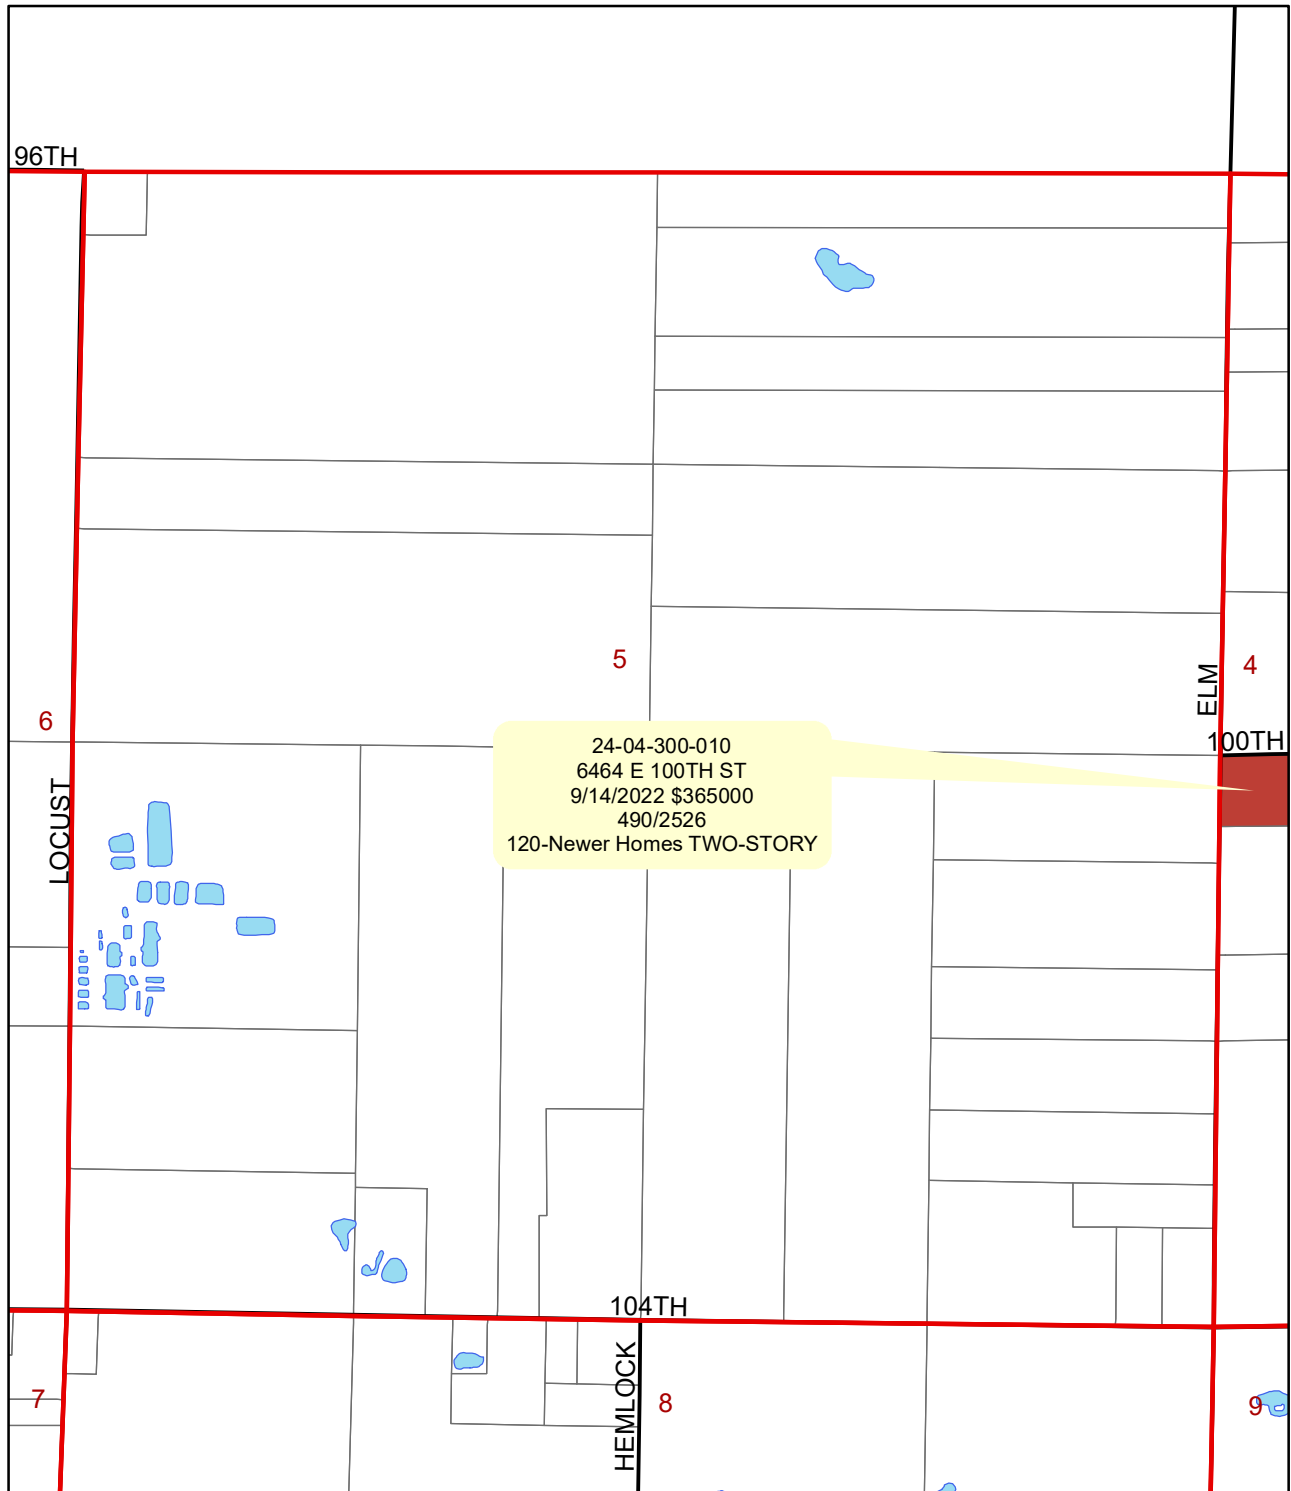 96TH
5
4
ELM
6
100TH
24-04-300-010
6464 E 100TH ST
9/14/2022 $365000
490/2526
120-Newer Homes TWO-STORY
LOCUST
104TH
HEMLOCK
7
8
9